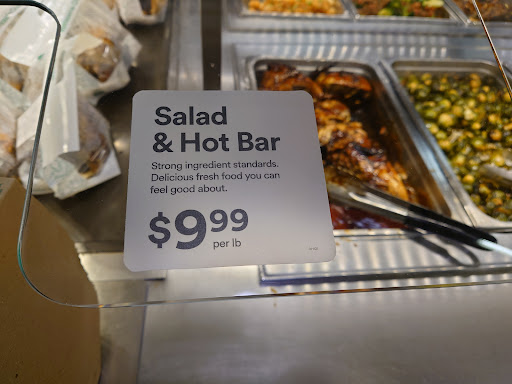 Salad
& Hot Bar
Strong ingredient standards.
Delicious fresh food you can
feel good about.
$9.99
per lb